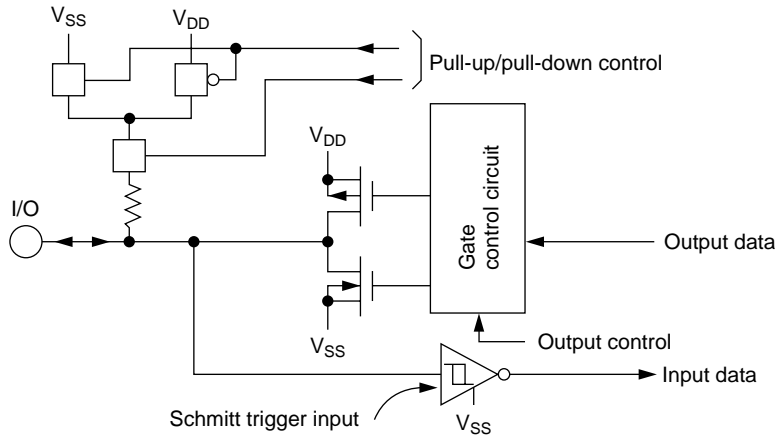 VSS
VDD
Pull-up/pull-down control
VDD
I/O
Gate
control circuit
Output data
VSS
Output control
Input data
Schmitt trigger input
VSS